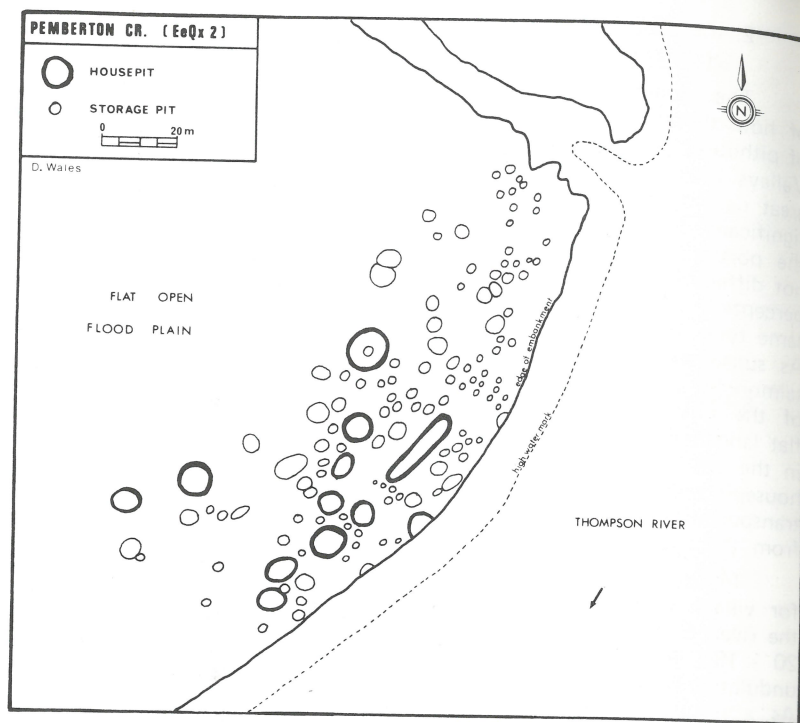 PEMBERTON CR. (EeQx 2)
HOUSEPIT
STORAGE PIT
0 20 m
D. Wales
N
FLAT OPEN
FLOOD PLAIN
edge of embankment
high water mark
THOMPSON RIVER